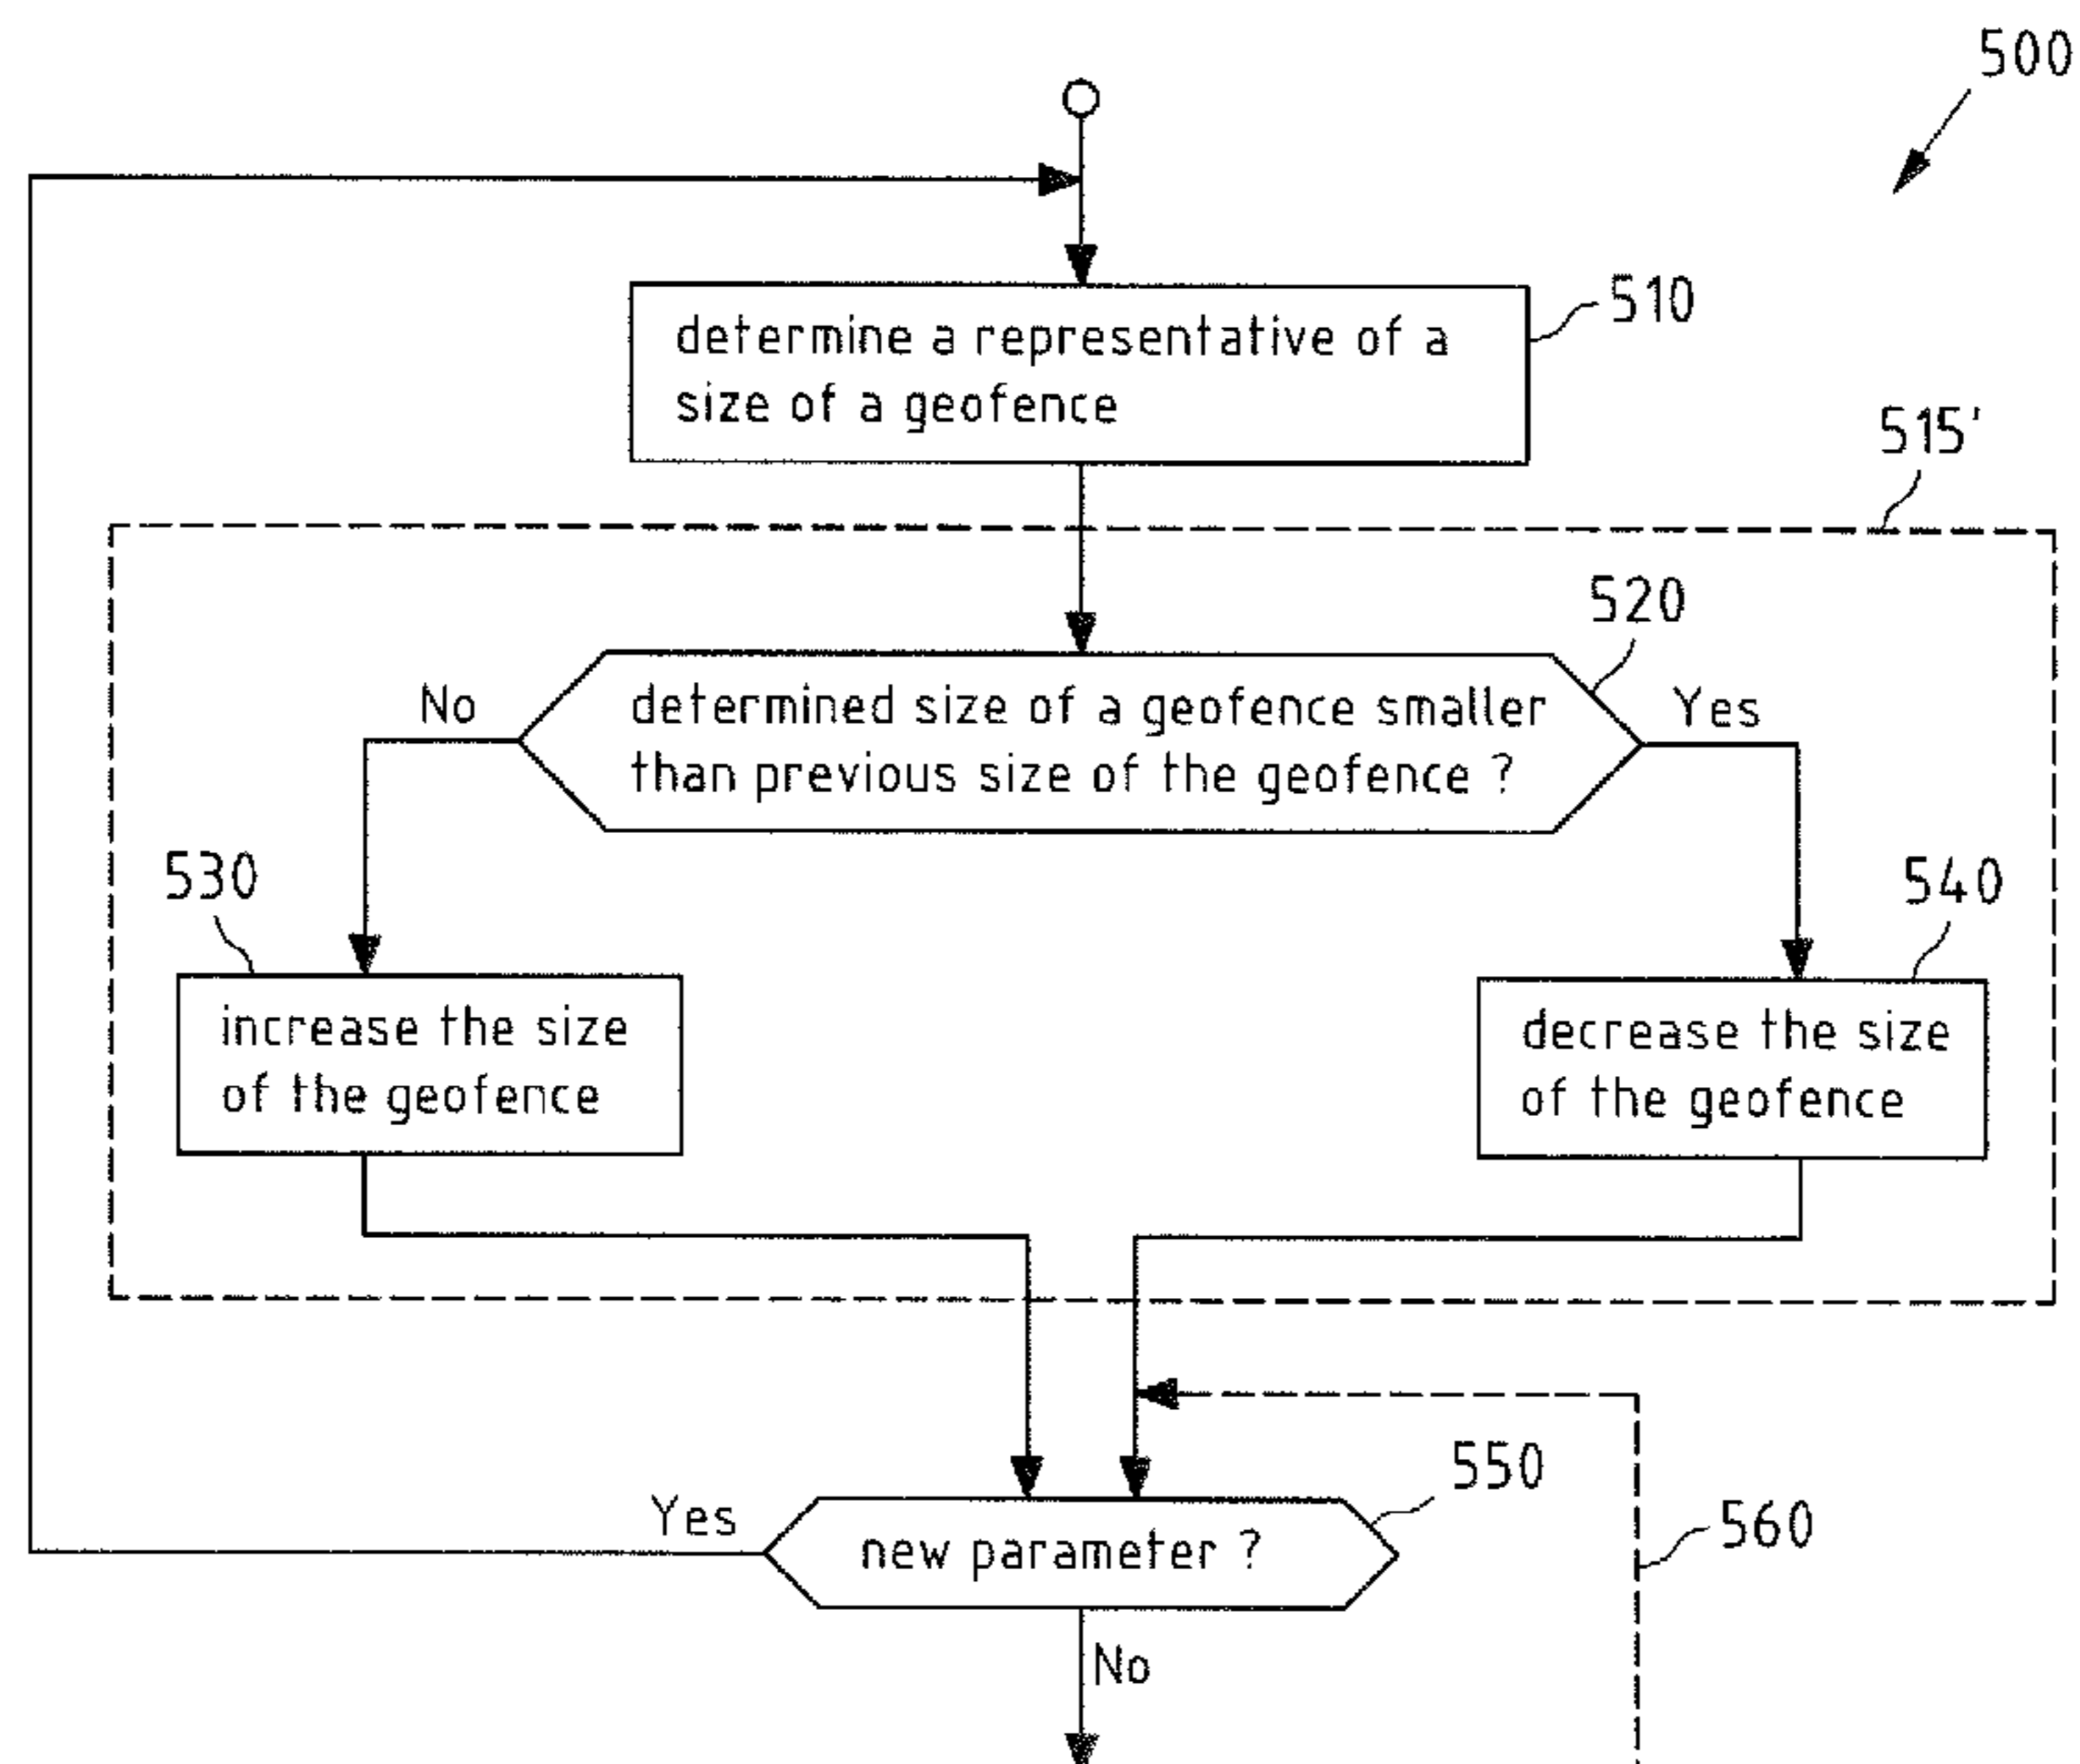 500
determine a representative of a
size of a geofence
510
515'
520
No
determined size of a geofence smaller
than previous size of the geofence ?
Yes
530
540
increase the size
of the geofence
decrease the size
of the geofence
550
Yes
new parameter ?
560
No